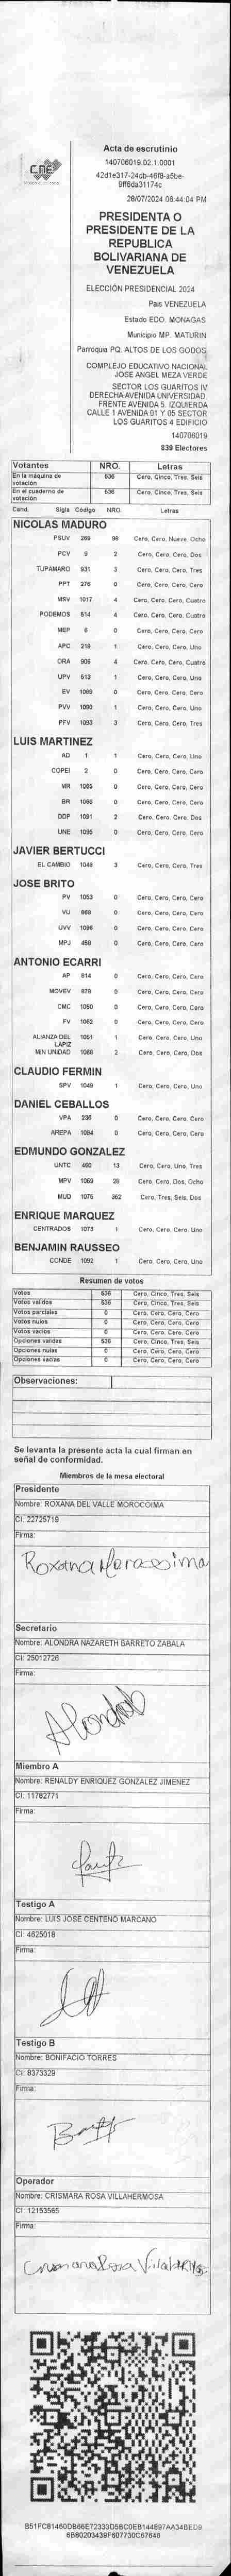 CNE
Acta de escrutinio
140706019.02.1.0001
42d1e317-24db-46f8-a5be-
9ff6da31174c
28/07/2024 06:44:04 PM
PRESIDENTA O
PRESIDENTE DE LA
REPUBLICA
BOLIVARIANA DE
VENEZUELA
ELECCIÓN PRESIDENCIAL 2024
Pais VENEZUELA
Estado EDO. MONAGAS
Municipio MP. MATURIN
Parroquia PQ. ALTOS DE LOS GODOS
COMPLEJO EDUCATIVO NACIONAL
JOSE ANGEL MEZA VERDE
SECTOR LOS GUARITOS IV
DERECHA AVENIDA UNIVERSIDAD.
FRENTE AVENIDA 5. IZQUIERDA
CALLE 1 AVENIDA 01 Y 05 SECTOR
LOS GUARITOS 4 EDIFICIO
140706019
839 Electores
Votantes NRO. Letras
En la máquina de votación 536 Cero, Cinco, Tres, Seis
En el cuaderno de votación 536 Cero, Cinco, Tres, Seis
Cand. Sigla Código NRO. Letras
NICOLAS MADURO
PSUV 269 98 Cero, Cero, Nueve, Ocho
PCV 9 2 Cero, Cero, Cero, Dos
TUPAMARO 931 3 Cero, Cero, Cero, Tres
PPT 276 0 Cero, Cero, Cero, Cero
MSV 1017 4 Cero, Cero, Cero, Cuatro
PODEMOS 514 4 Cero, Cero, Cero, Cuatro
MEP 6 0 Cero, Cero, Cero, Cero
APC 219 1 Cero, Cero, Cero, Uno
ORA 906 4 Cero, Cero, Cero, Cuatro
UPV 613 1 Cero, Cero, Cero, Uno
EV 1089 0 Cero, Cero, Cero, Cero
PVV 1090 1 Cero, Cero, Cero, Uno
PFV 1093 3 Cero, Cero, Cero, Tres
LUIS MARTINEZ
AD 1 1 Cero, Cero, Cero, Uno
COPEI 2 0 Cero, Cero, Cero, Cero
MR 1065 0 Cero, Cero, Cero, Cero
BR 1066 0 Cero, Cero, Cero, Cero
DDP 1091 2 Cero, Cero, Cero, Dos
UNE 1095 0 Cero, Cero, Cero, Cero
JAVIER BERTUCCI
EL CAMBIO 1048 3 Cero, Cero, Cero, Tres
JOSE BRITO
PV 1053 0 Cero, Cero, Cero, Cero
VU 868 0 Cero, Cero, Cero, Cero
UVV 1096 0 Cero, Cero, Cero, Cero
MPJ 458 0 Cero, Cero, Cero, Cero
ANTONIO ECARRI
AP 914 0 Cero, Cero, Cero, Cero
MOVEV 879 0 Cero, Cero, Cero, Cero
CMC 1050 0 Cero, Cero, Cero, Cero
FV 1062 0 Cero, Cero, Cero, Cero
ALIANZA DEL LÁPIZ 1051 1 Cero, Cero, Cero, Uno
MIN UNIDAD 1068 2 Cero, Cero, Cero, Dos
CLAUDIO FERMIN
SPV 1049 1 Cero, Cero, Cero, Uno
DANIEL CEBALLOS
VPA 236 0 Cero, Cero, Cero, Cero
AREPA 1094 0 Cero, Cero, Cero, Cero
EDMUNDO GONZALEZ
UNTC 460 13 Cero, Cero, Uno, Tres
MPV 1069 28 Cero, Cero, Dos, Ocho
MUD 1075 362 Cero, Tres, Seis, Dos
ENRIQUE MARQUEZ
CENTRADOS 1073 1 Cero, Cero, Cero, Uno
BENJAMIN RAUSSEO
CONDE 1092 1 Cero, Cero, Cero, Uno
Resumen de votos
Votos 536 Cero, Cinco, Tres, Seis
Votos validos 536 Cero, Cinco, Tres, Seis
Votos parciales 0 Cero, Cero, Cero, Cero
Votos nulos 0 Cero, Cero, Cero, Cero
Votos vacios 0 Cero, Cero, Cero, Cero
Opciones validas 536 Cero, Cinco, Tres, Seis
Opciones nulas 0 Cero, Cero, Cero, Cero
Opciones vacias 0 Cero, Cero, Cero, Cero
Observaciones:
Se levanta la presente acta la cual firman en
señal de conformidad.
Miembros de la mesa electoral
Presidente
Nombre: ROXANA DEL VALLE MOROCOIMA
CI: 22725719
Firma:
Secretario
Nombre: ALONDRA NAZARETH BARRETO ZABALA
CI: 25012726
Firma:
Miembro A
Nombre: RENALDY ENRIQUEZ GONZALEZ JIMENEZ
CI: 11782771
Firma:
Testigo A
Nombre: LUIS JOSE CENTENO MARCANO
CI: 4625018
Firma:
Testigo B
Nombre: BONIFACIO TORRES
CI: 8373329
Firma:
Operador
Nombre: CRISMARA ROSA VILLAHERMOSA
CI: 12153565
Firma:
B51FC81460DB66E72333D5BC0EB144897AA34BED9
6B80203439F607730C67646